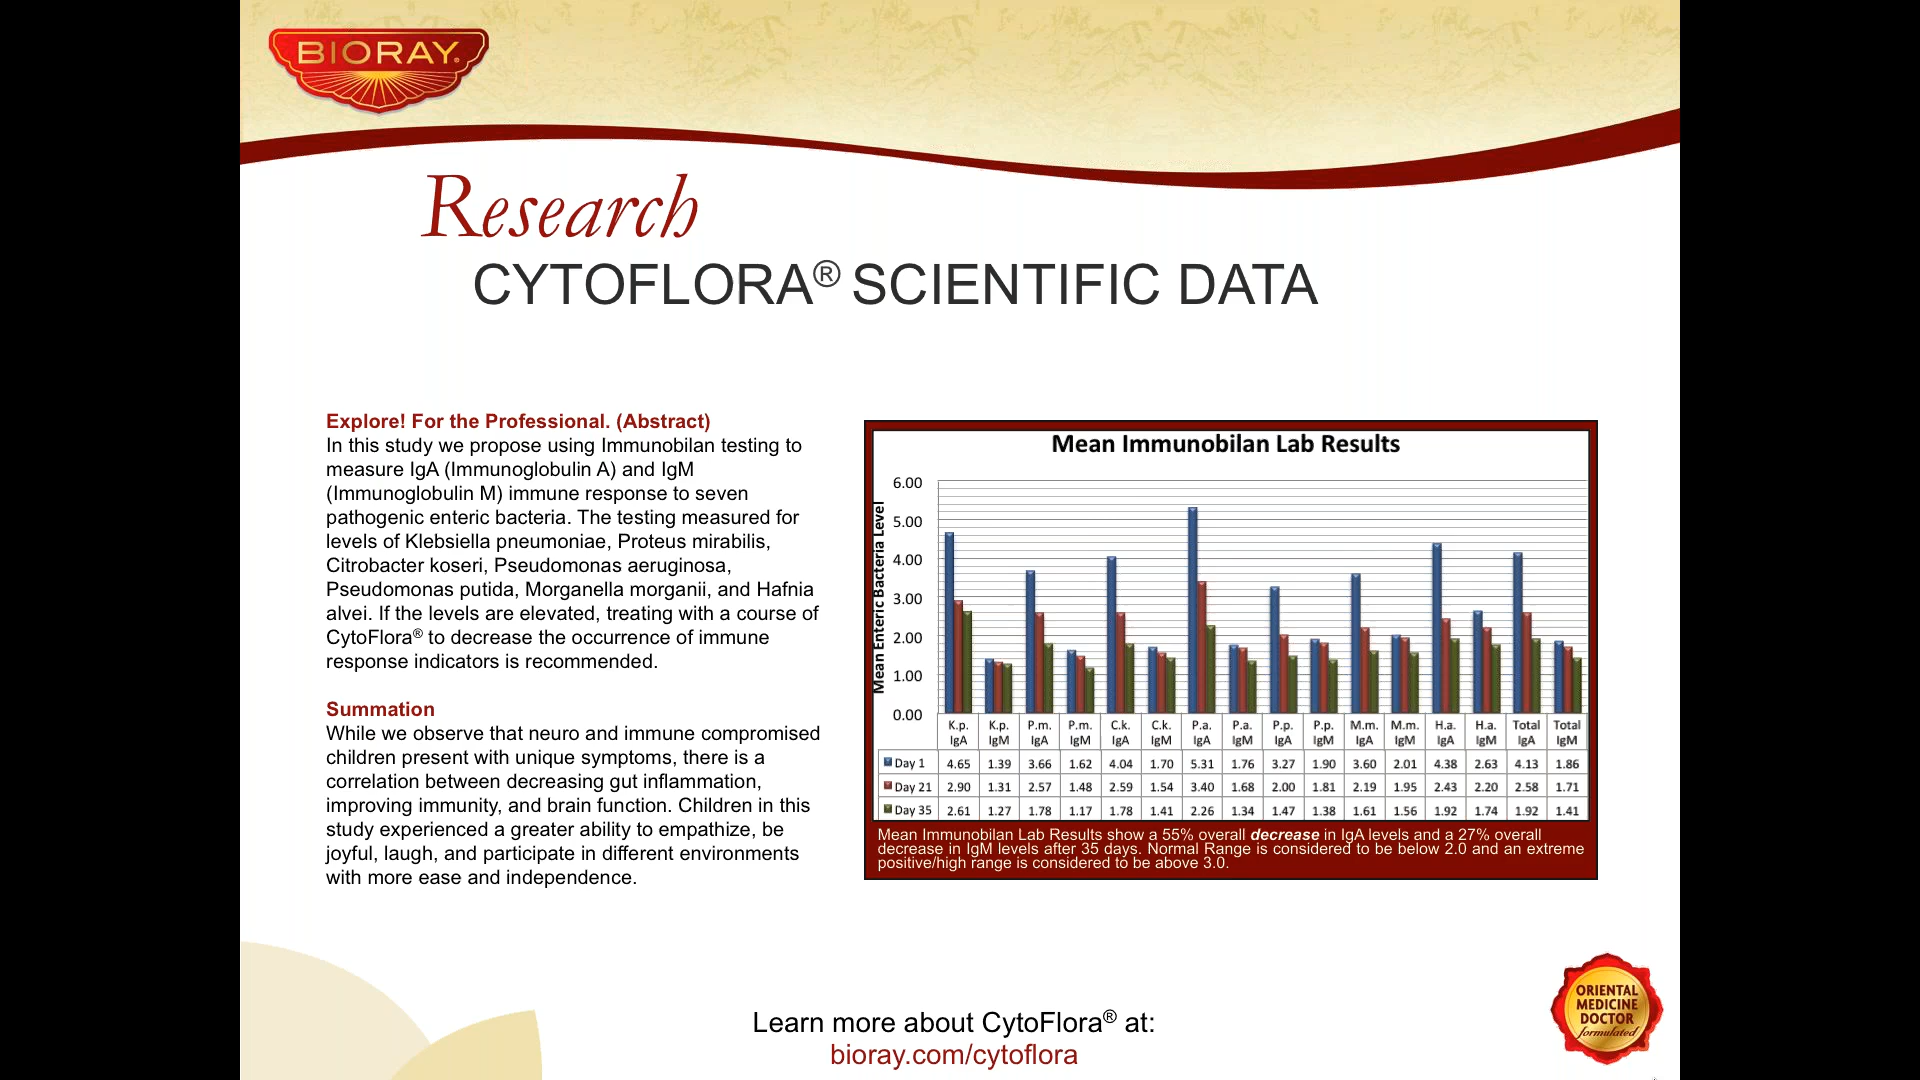 BIORAY®
Research
CYTOFLORA® SCIENTIFIC DATA
Explore! For the Professional. (Abstract)
In this study we propose using Immunobilan testing to
measure IgA (Immunoglobulin A) and IgM
(Immunoglobulin M) immune response to seven
pathogenic enteric bacteria. The testing measured for
levels of Klebsiella pneumoniae, Proteus mirabilis,
Citrobacter koseri, Pseudomonas aeruginosa,
Pseudomonas putida, Morganella morganii, and Hafnia
alvei. If the levels are elevated, treating with a course of
CytoFlora® to decrease the occurrence of immune
response indicators is recommended.
Summation
While we observe that neuro and immune compromised
children present with unique symptoms, there is a
correlation between decreasing gut inflammation,
improving immunity, and brain function. Children in this
study experienced a greater ability to empathize, be
joyful, laugh, and participate in different environments
with more ease and independence.
Mean Immunobilan Lab Results
Mean Enteric Bacteria Level
6.00
5.00
4.00
3.00
2.00
1.00
0.00
K.p. K.p. P.m. P.m. C.k. C.k. P.a. P.a. P.p. P.p. M.m. M.m. H.a. H.a. Total Total
IgA IgM IgA IgM IgA IgM IgA IgM IgA IgM IgA IgM IgA IgM IgA IgM
Day 1 4.65 1.39 3.66 1.62 4.04 1.70 5.31 1.76 3.27 1.90 3.60 2.01 4.38 2.63 4.13 1.86
Day 21 2.90 1.31 2.57 1.48 2.59 1.54 3.40 1.68 2.00 1.81 2.19 1.95 2.43 2.20 2.58 1.71
Day 35 2.61 1.27 1.78 1.17 1.78 1.41 2.26 1.34 1.47 1.38 1.61 1.56 1.92 1.74 1.92 1.41
Mean Immunobilan Lab Results show a 55% overall decrease in IgA levels and a 27% overall
decrease in IgM levels after 35 days. Normal Range is considered to be below 2.0 and an extreme
positive/high range is considered to be above 3.0.
Learn more about CytoFlora® at:
bioray.com/cytoflora
ORIENTAL
MEDICINE
DOCTOR
formulated